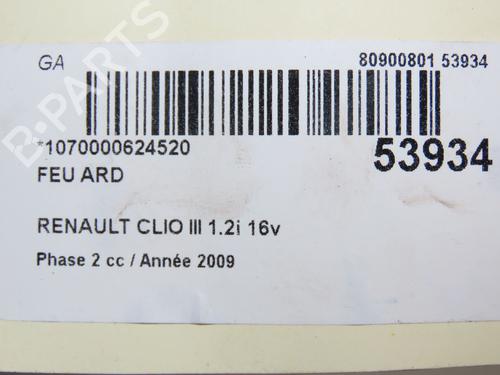 GA
80900801 53934
*1070000624520
53934
FEU ARD
RENAULT CLIO III 1.2i 16v
Phase 2 cc / Année 2009
B-PARTS